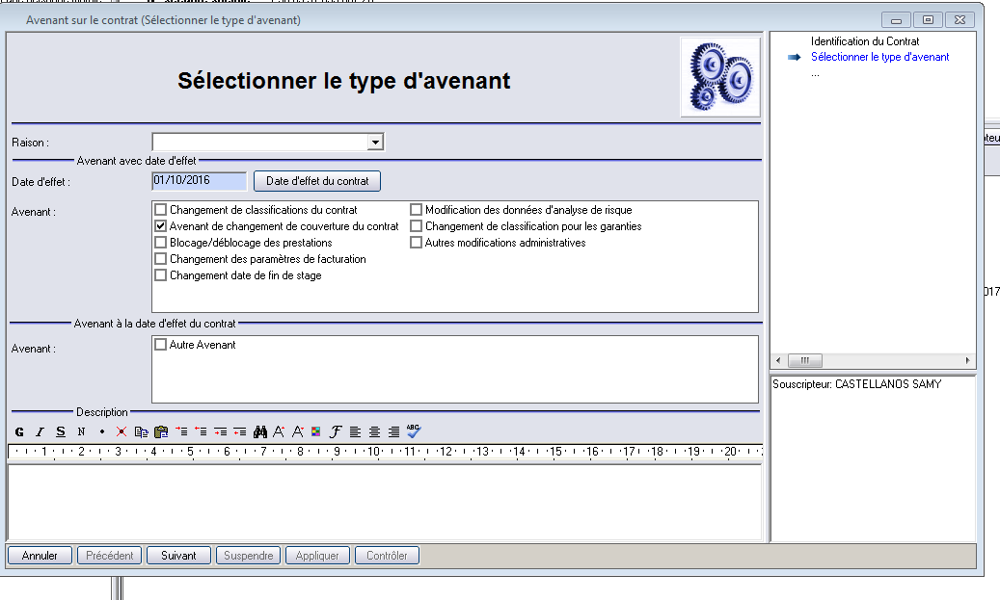 Avenant sur le contrat (Sélectionner le type d'avenant)
Sélectionner le type d'avenant
Identification du Contrat
Sélectionner le type d'avenant
...
Raison :
Avenant avec date d'effet
Date d'effet :
01/10/2016
Date d'effet du contrat
Avenant :
Changement de classifications du contrat
Modification des données d'analyse de risque
Avenant de changement de couverture du contrat
Changement de classification pour les garanties
Blocage/déblocage des prestations
Autres modifications administratives
Changement des paramètres de facturation
Changement date de fin de stage
017
Avenant à la date d'effet du contrat
Avenant :
Autre Avenant
Souscripteur: CASTELLANOS SAMY
Description
G I S N
ABC
1 2 3 4 5 6 7 8 9 10 11 12 13 14 15 16 17 18 19 20
Annuler Précédent Suivant Suspendre Appliquer Contrôler